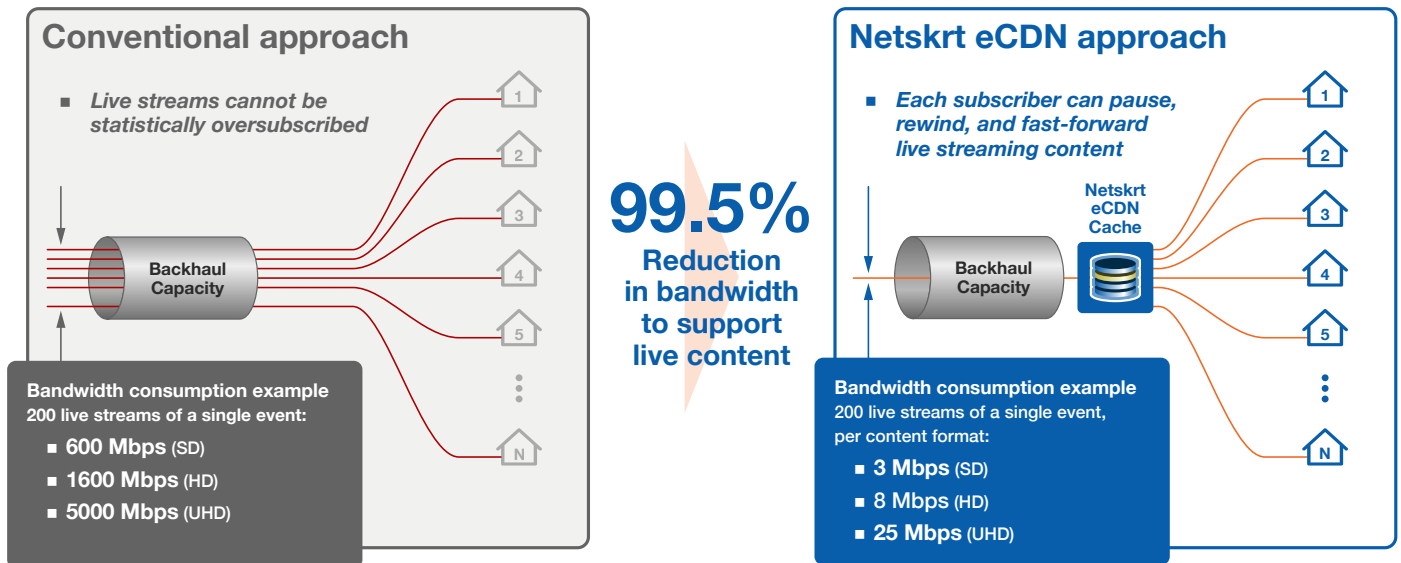 Conventional approach
■ Live streams cannot be
statistically oversubscribed
Backhaul
Capacity
1
2
3
4
5
N
Bandwidth consumption example
200 live streams of a single event:
■ 600 Mbps (SD)
■ 1600 Mbps (HD)
■ 5000 Mbps (UHD)
99.5%
Reduction
in bandwidth
to support
live content
Netskrt eCDN approach
■ Each subscriber can pause,
rewind, and fast-forward
live streaming content
Netskrt
eCDN
Cache
Backhaul
Capacity
1
2
3
4
5
N
Bandwidth consumption example
200 live streams of a single event,
per content format:
■ 3 Mbps (SD)
■ 8 Mbps (HD)
■ 25 Mbps (UHD)